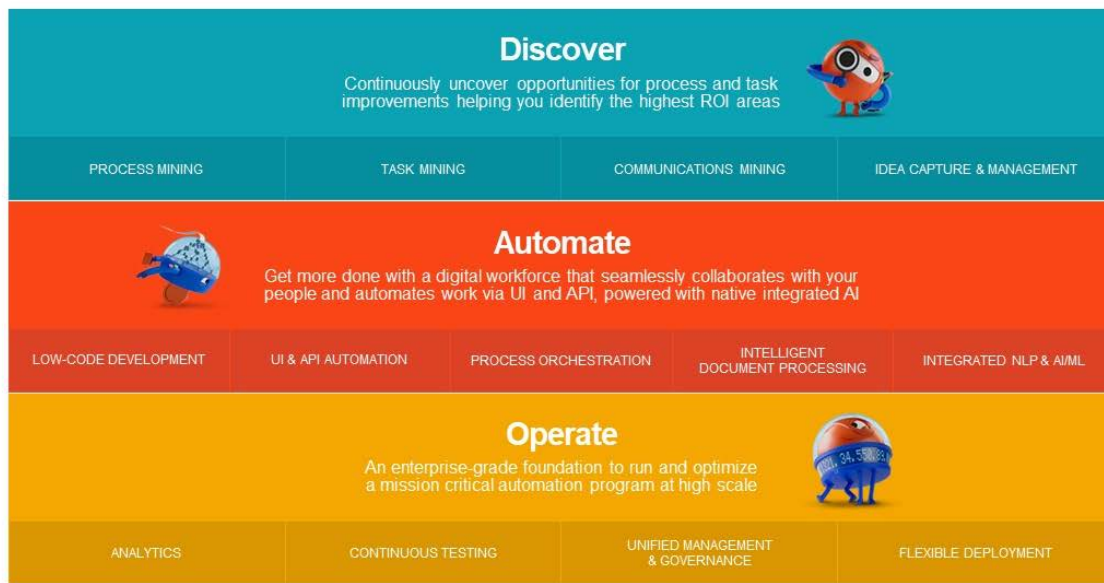 Discover
Continuously uncover opportunities for process and task
improvements helping you identify the highest ROI areas
PROCESS MINING
TASK MINING
COMMUNICATIONS MINING
IDEA CAPTURE & MANAGEMENT
Automate
Get more done with a digital workforce that seamlessly collaborates with your
people and automates work via UI and API, powered with native integrated AI
LOW-CODE DEVELOPMENT
UI & API AUTOMATION
PROCESS ORCHESTRATION
INTELLIGENT
DOCUMENT PROCESSING
INTEGRATED NLP & AI/ML
Operate
An enterprise-grade foundation to run and optimize
a mission critical automation program at high scale
ANALYTICS
CONTINUOUS TESTING
UNIFIED MANAGEMENT
& GOVERNANCE
FLEXIBLE DEPLOYMENT